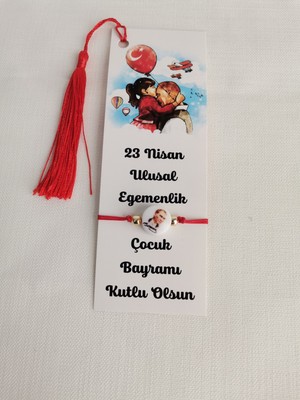 23 Nisan
Ulusal
Egemenlik
Çocuk
Bayramı
Kutlu Olsun